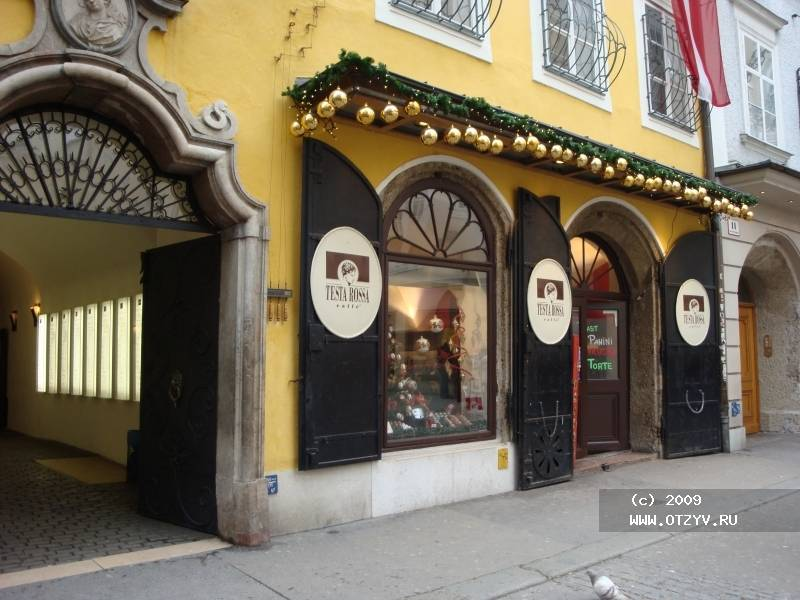 TESTA ROSSA
caffè
TESTA ROSSA
caffè
TESTA ROSSA
caffè
PANINI
TORTE
11
(c) 2009
WWW.OTZYV.RU